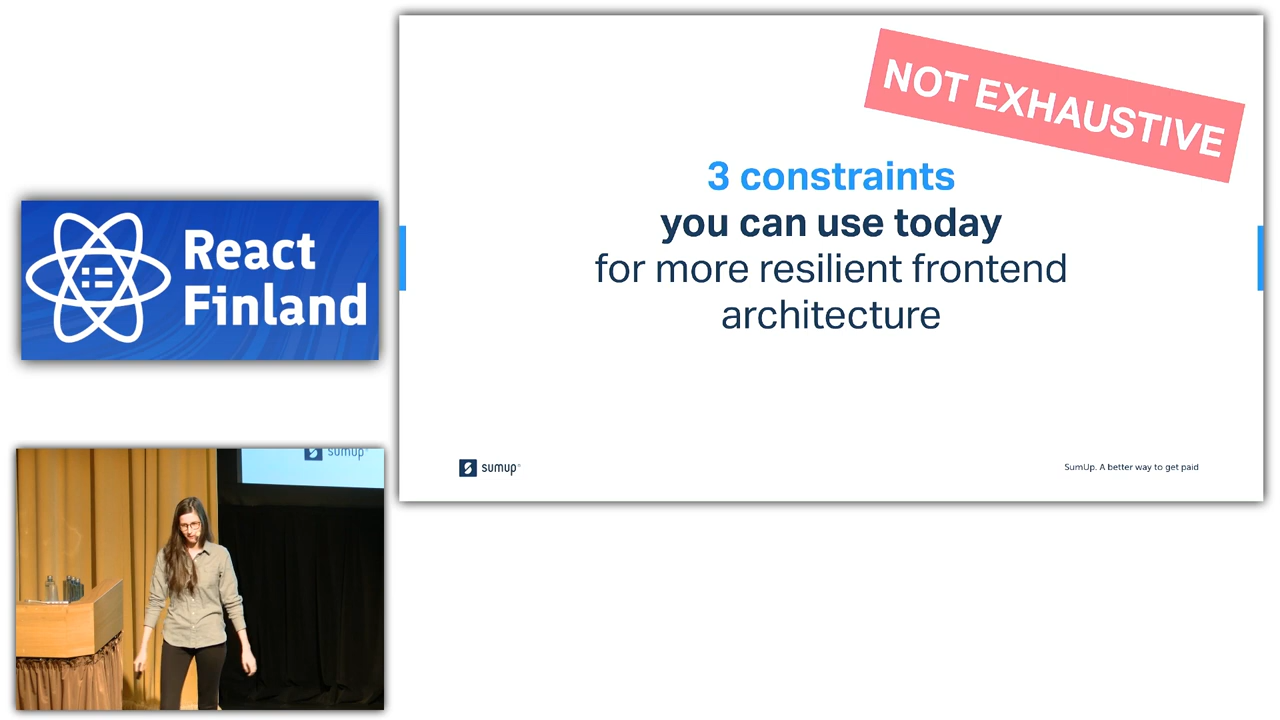 React
Finland
NOT EXHAUSTIVE
3 constraints
you can use today
for more resilient frontend
architecture
sumup
SumUp. A better way to get paid
sumup